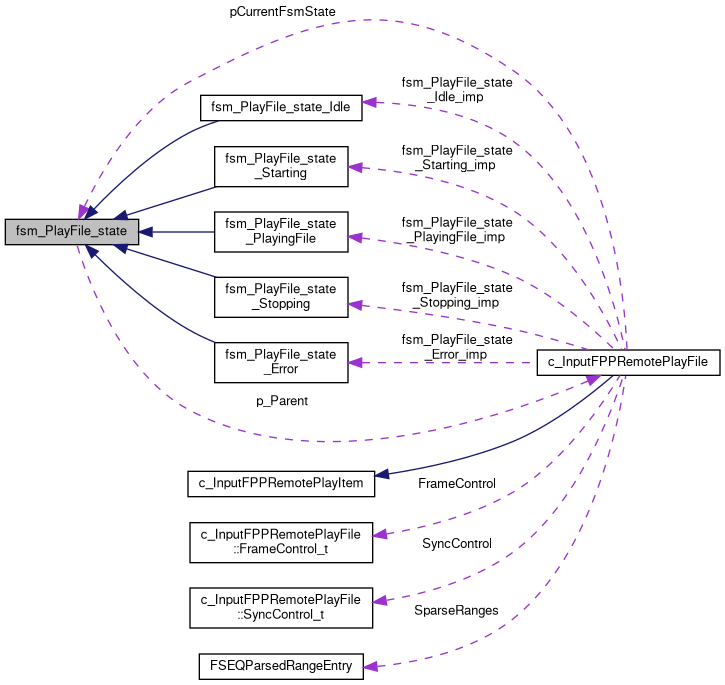 pCurrentFsmState
fsm_PlayFile_state
_Idle_imp
fsm_PlayFile_state_Idle
fsm_PlayFile_state
_Starting
fsm_PlayFile_state
_Starting_imp
fsm_PlayFile_state
fsm_PlayFile_state
_PlayingFile
fsm_PlayFile_state
_PlayingFile_imp
fsm_PlayFile_state
_Stopping
fsm_PlayFile_state
_Stopping_imp
fsm_PlayFile_state
_Error
fsm_PlayFile_state
_Error_imp
c_InputFPPRemotePlayFile
p_Parent
c_InputFPPRemotePlayItem
FrameControl
c_InputFPPRemotePlayFile
::FrameControl_t
SyncControl
c_InputFPPRemotePlayFile
::SyncControl_t
SparseRanges
FSEQParsedRangeEntry